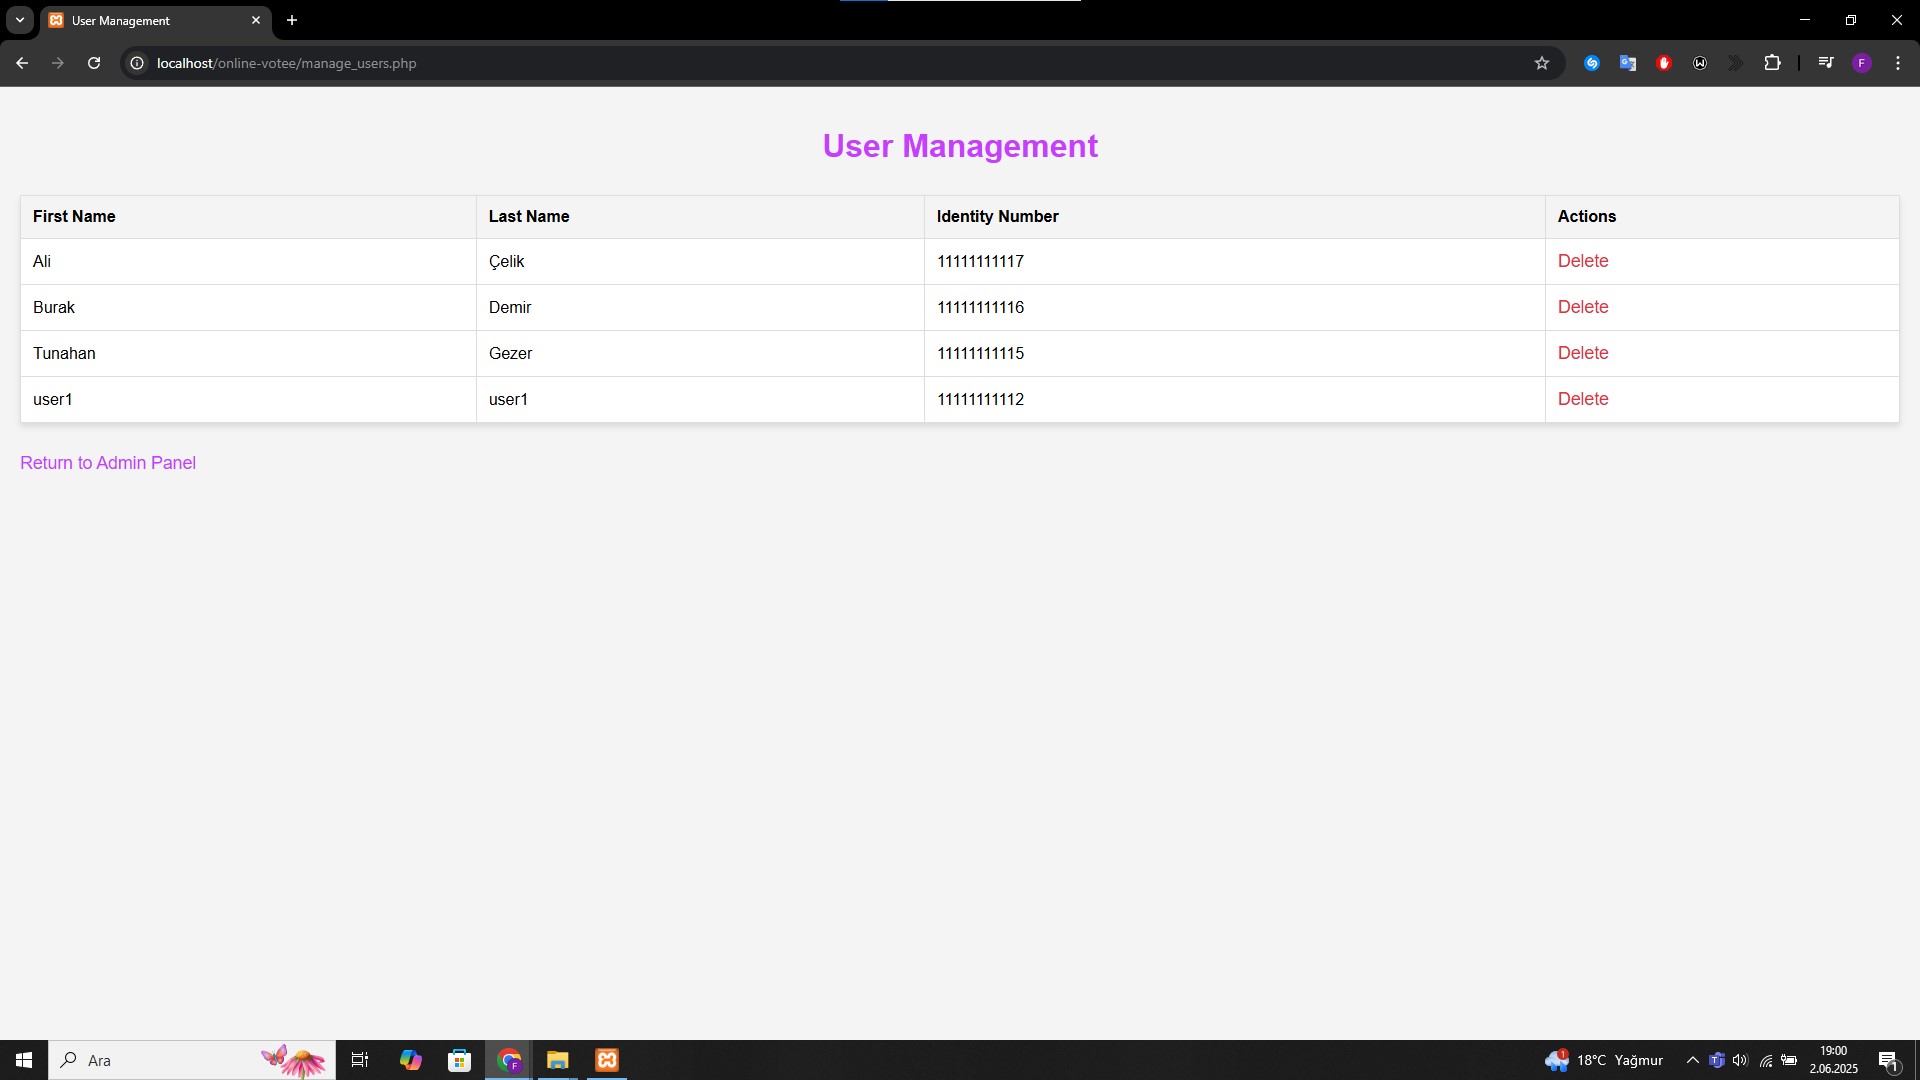 User Management
localhost/online-votee/manage_users.php
F
User Management
First Name Last Name Identity Number Actions
Ali Çelik 11111111117 Delete
Burak Demir 11111111116 Delete
Tunahan Gezer 11111111115 Delete
user1 user1 11111111112 Delete
Return to Admin Panel
Ara
F
1
18°C Yağmur
19:00
2.06.2025
1